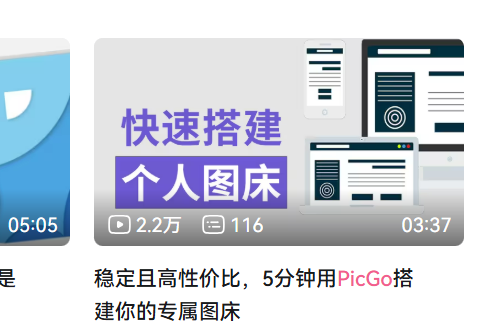 快速搭建
个人图床
05:05
2.2万 116 03:37
是
稳定且高性价比，5分钟用PicGo搭
建你的专属图床